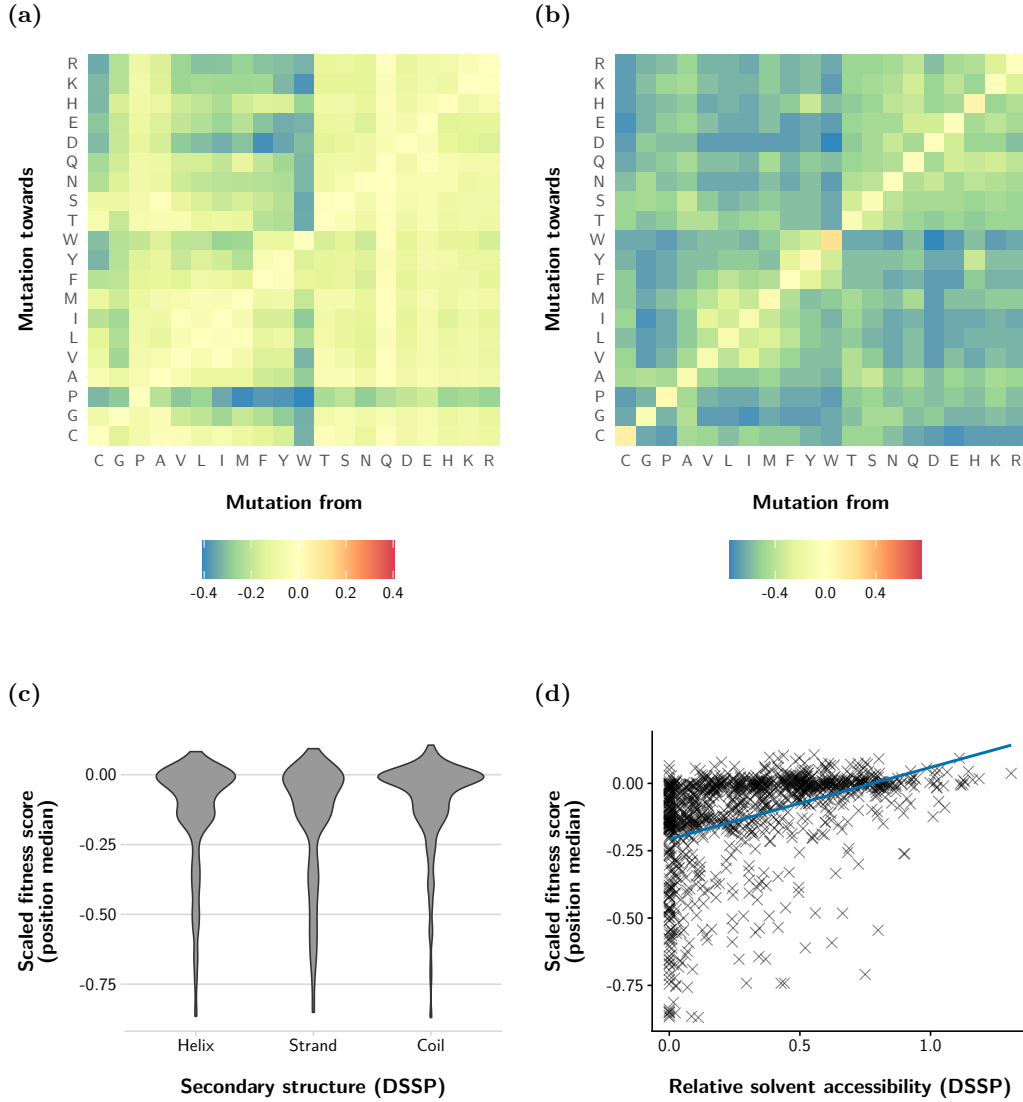 (a)
R
K
H
E
D
Q
N
S
T
W
Y
F
M
I
L
V
A
P
G
C
Mutation towards
C G P A V L I M F Y W T S N Q D E H K R
Mutation from
-0.4 -0.2 0.0 0.2 0.4
(b)
R
K
H
E
D
Q
N
S
T
W
Y
F
M
I
L
V
A
P
G
C
Mutation towards
C G P A V L I M F Y W T S N Q D E H K R
Mutation from
-0.4 0.0 0.4
(c)
Scaled fitness score
(position median)
0.00
-0.25
-0.50
-0.75
Helix Strand Coil
Secondary structure (DSSP)
(d)
Scaled fitness score
(position median)
0.00
-0.25
-0.50
-0.75
0.0 0.5 1.0
Relative solvent accessibility (DSSP)